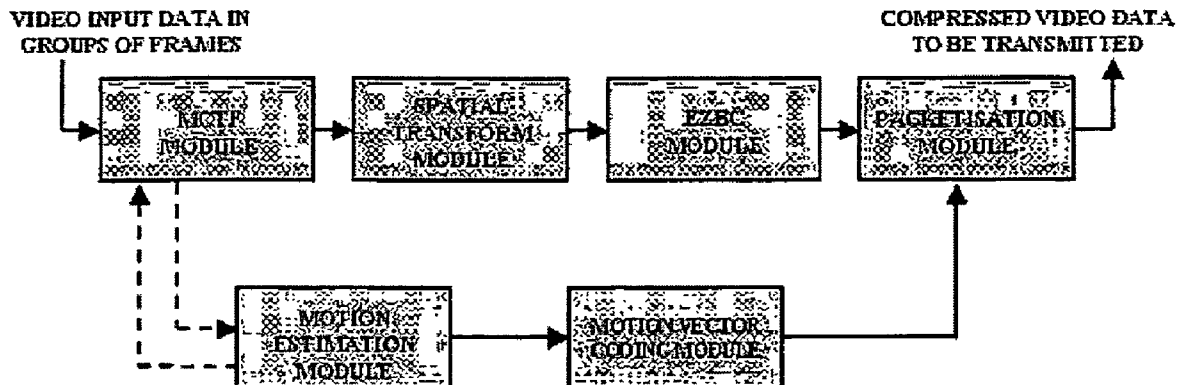 VIDEO INPUT DATA IN
GROUPS OF FRAMES
COMPRESSED VIDEO DATA
TO BE TRANSMITTED
MCTF
MODULE
SPATIAL
TRANSFORM
MODULE
EZBC
MODULE
PACKETISATION
MODULE
MOTION
ESTIMATION
MODULE
MOTION VECTOR
CODING MODULE